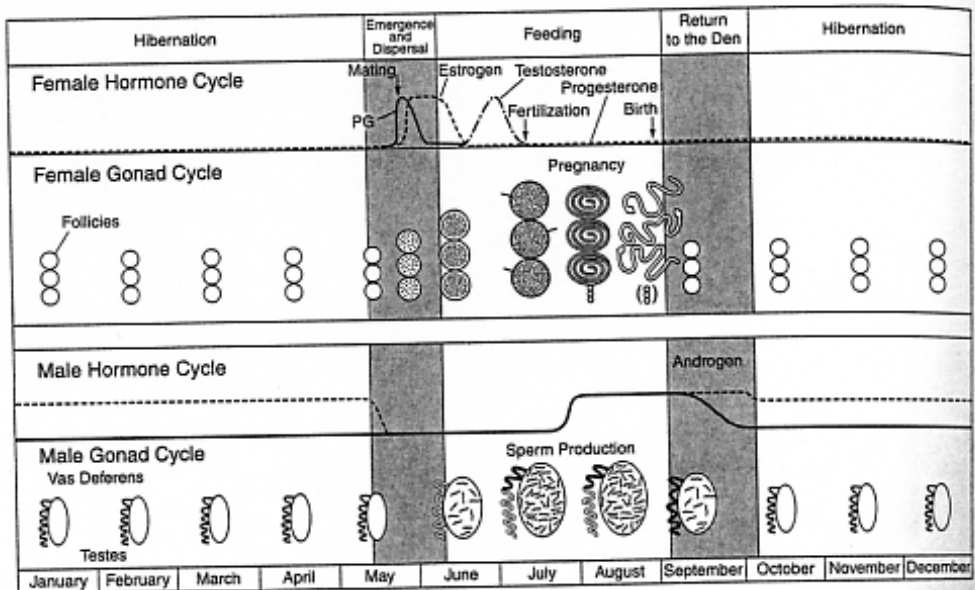 Hibernation
Emergence
and
Dispersal
Feeding
Return
to the Den
Hibernation
Female Hormone Cycle
Mating
PG
Estrogen
Testosterone
Progesterone
Fertilization
Birth
Female Gonad Cycle
Pregnancy
Follicies
Male Hormone Cycle
Androgen
Male Gonad Cycle
Vas Deferens
Sperm Production
Testes
January February March April May June July August September October November December